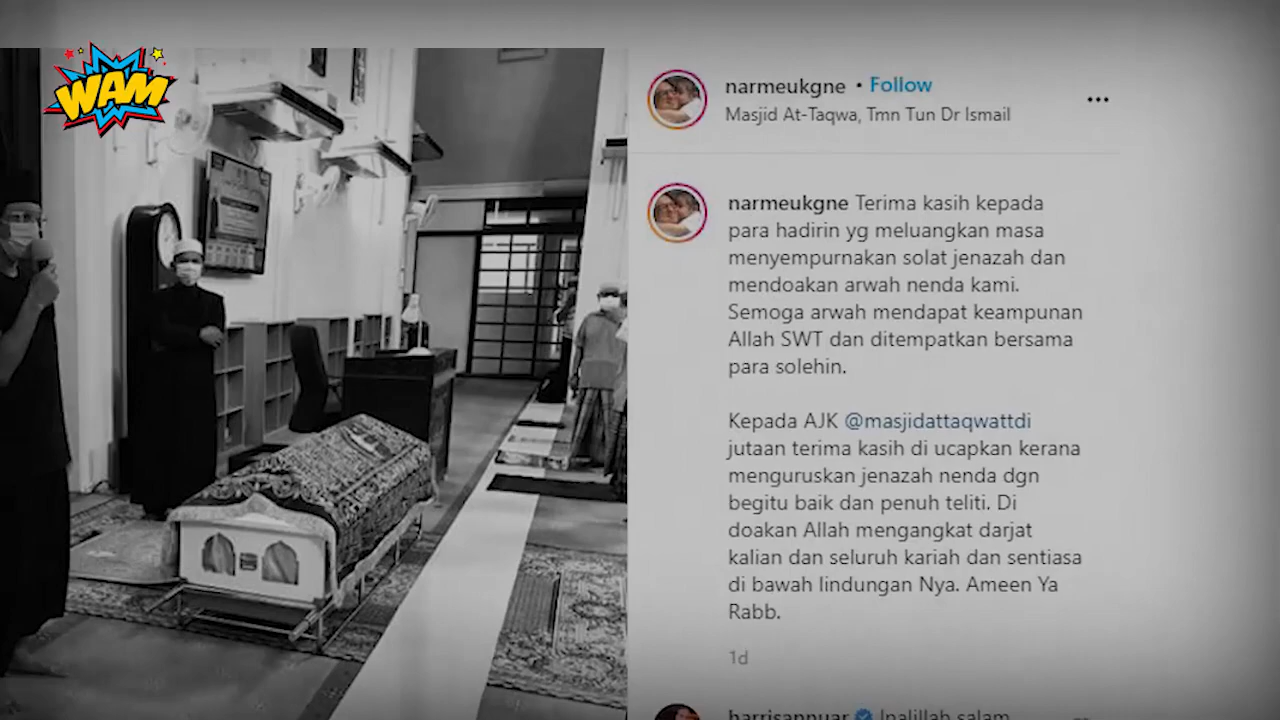 WAM
narmeukgne • Follow
Masjid At-Taqwa, Tmn Tun Dr Ismail
narmeukgne Terima kasih kepada
para hadirin yg meluangkan masa
menyempurnakan solat jenazah dan
mendoakan arwah nenda kami.
Semoga arwah mendapat keampunan
Allah SWT dan ditempatkan bersama
para solehin.
Kepada AJK @masjidattaqwattdi
jutaan terima kasih di ucapkan kerana
menguruskan jenazah nenda dgn
begitu baik dan penuh teliti. Di
doakan Allah mengangkat darjat
kalian dan seluruh kariah dan sentiasa
di bawah lindungan Nya. Ameen Ya
Rabb.
1d
harrisannuar Inalillah salam